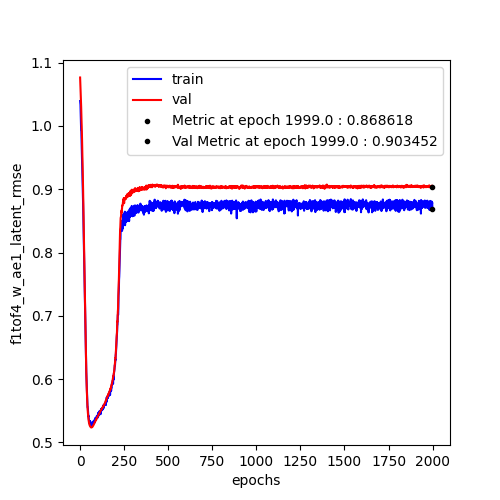 train
val
Metric at epoch 1999.0 : 0.868618
Val Metric at epoch 1999.0 : 0.903452
1.1
1.0
0.9
0.8
0.7
0.6
0.5
f1tof4_w_ae1_latent_rmse
0 250 500 750 1000 1250 1500 1750 2000
epochs